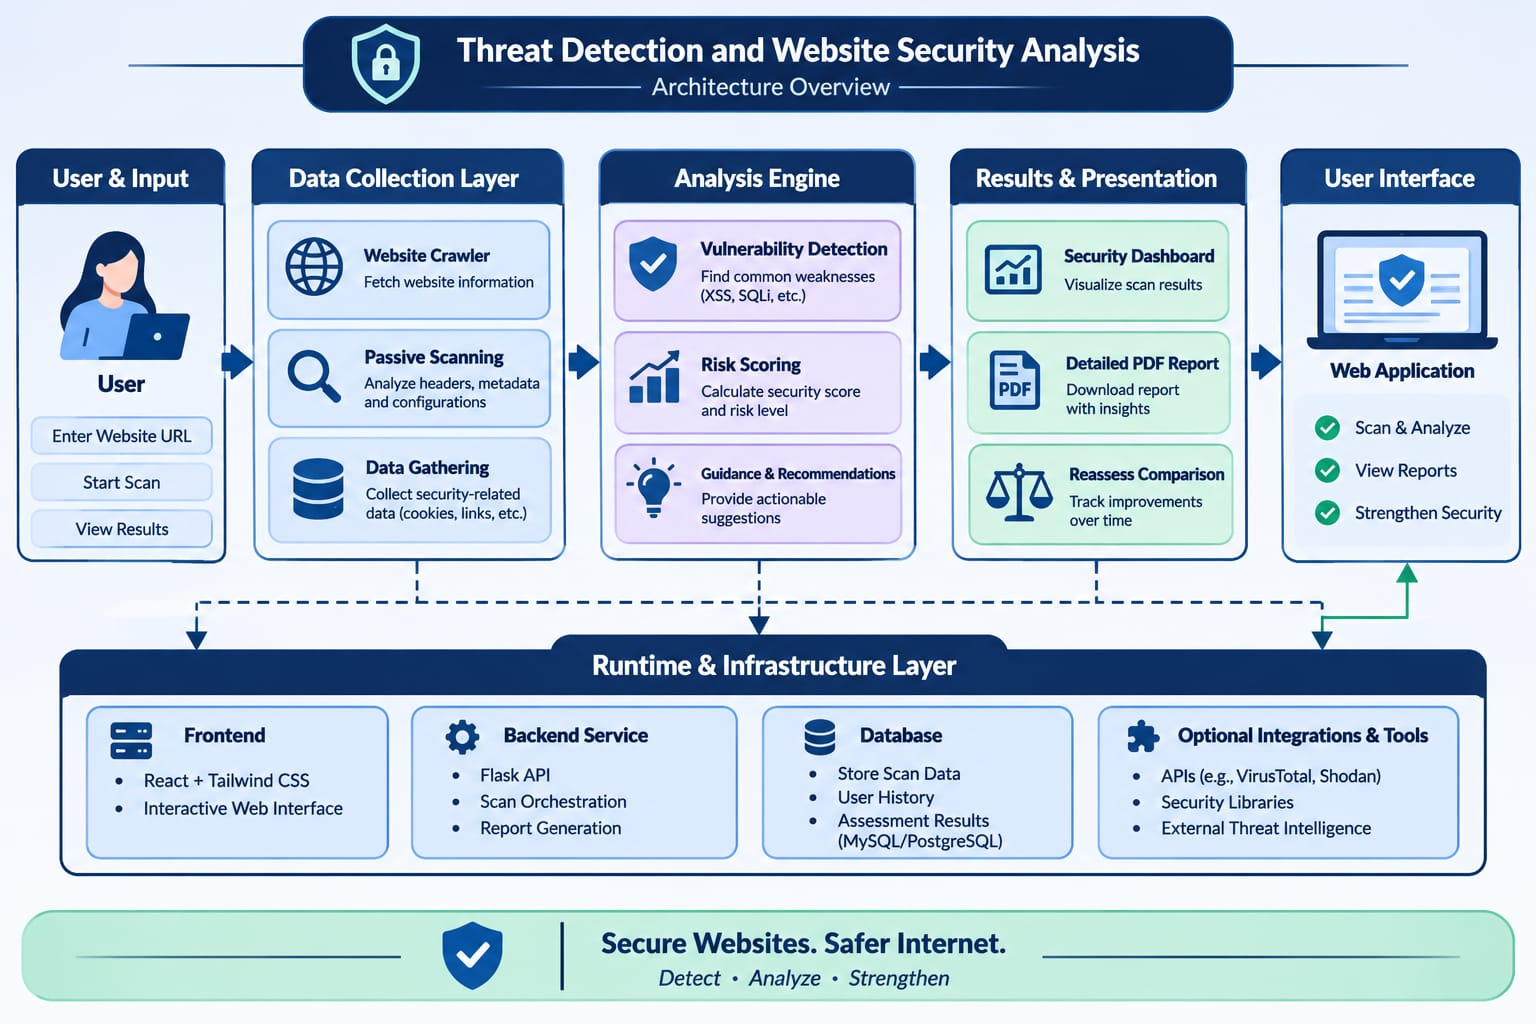 Threat Detection and Website Security Analysis
Architecture Overview
User & Input
User
Enter Website URL
Start Scan
View Results
Data Collection Layer
Website Crawler
Fetch website information
Passive Scanning
Analyze headers, metadata
and configurations
Data Gathering
Collect security-related
data (cookies, links, etc.)
Analysis Engine
Vulnerability Detection
Find common weaknesses
(XSS, SQLi, etc.)
Risk Scoring
Calculate security score
and risk level
Guidance & Recommendations
Provide actionable
suggestions
Results & Presentation
Security Dashboard
Visualize scan results
PDF
Detailed PDF Report
Download report
with insights
Reassess Comparison
Track improvements
over time
User Interface
Web Application
Scan & Analyze
View Reports
Strengthen Security
Runtime & Infrastructure Layer
Frontend
• React + Tailwind CSS
• Interactive Web Interface
Backend Service
• Flask API
• Scan Orchestration
• Report Generation
Database
• Store Scan Data
• User History
• Assessment Results
(MySQL/PostgreSQL)
Optional Integrations & Tools
• APIs (e.g., VirusTotal, Shodan)
• Security Libraries
• External Threat Intelligence
Secure Websites. Safer Internet.
Detect • Analyze • Strengthen